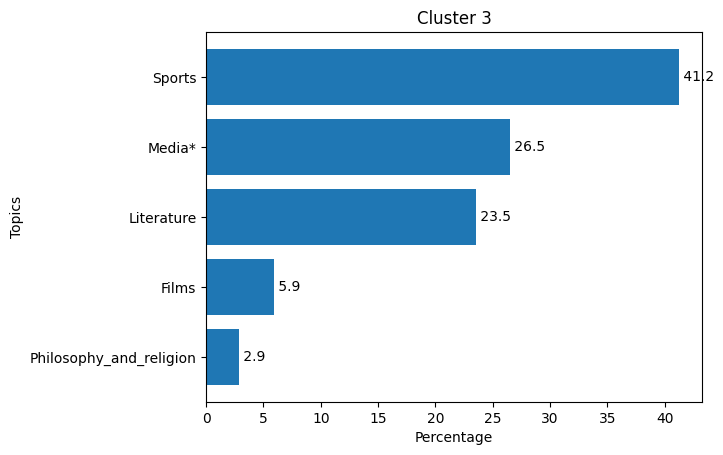 Cluster 3
Topics
Sports 41.2
Media* 26.5
Literature 23.5
Films 5.9
Philosophy_and_religion 2.9
0 5 10 15 20 25 30 35 40
Percentage